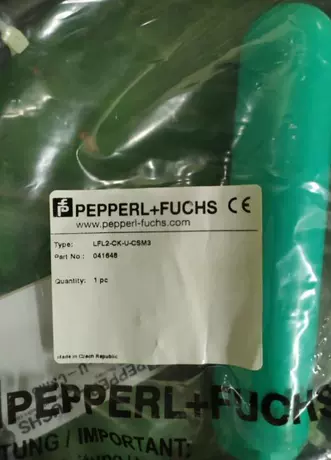 PEPPERL+FUCHS CE
www.pepperl-fuchs.com
Type: LFL2-CK-U-CSM3
Part No.: 041648
Quantity: 1 pc
Made in Czech Republic
PEPPERL+FUCHS
TUNG / IMPORTANT: